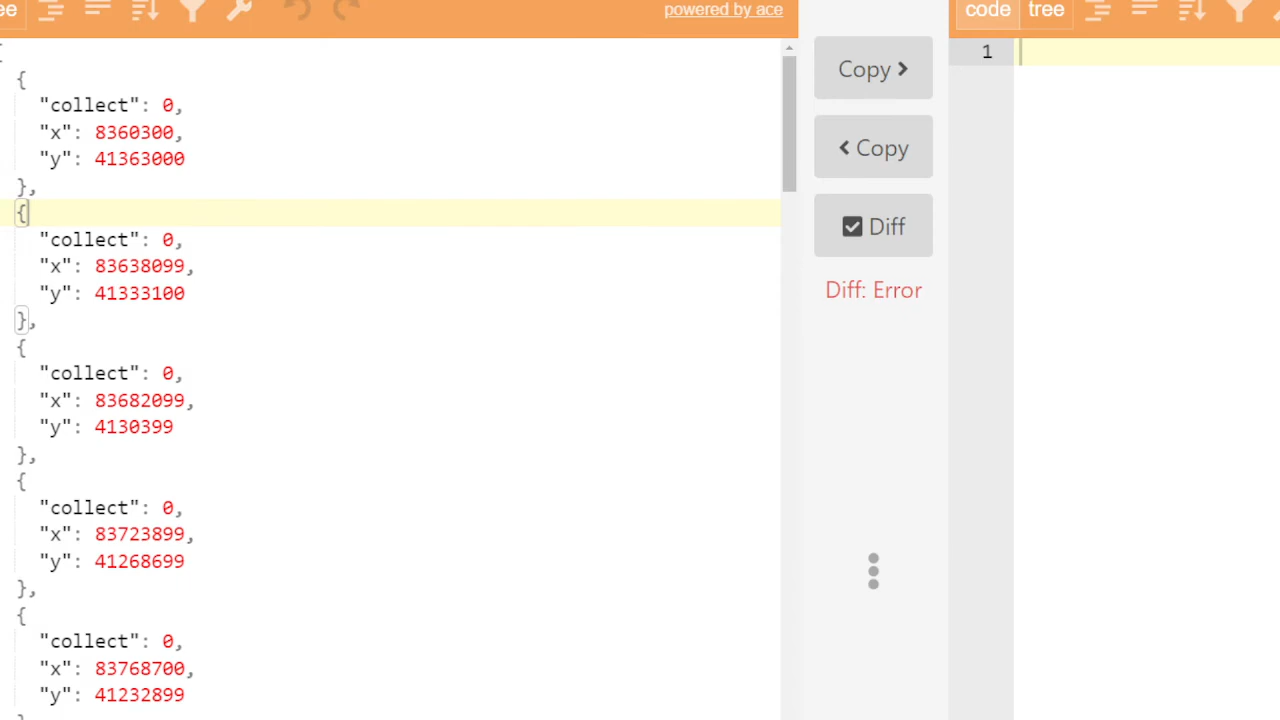 ee
powered by ace
code tree
[
{
"collect": 0,
"x": 8360300,
"y": 41363000
},
{
"collect": 0,
"x": 83638099,
"y": 41333100
},
{
"collect": 0,
"x": 83682099,
"y": 4130399
},
{
"collect": 0,
"x": 83723899,
"y": 41268699
},
{
"collect": 0,
"x": 83768700,
"y": 41232899
}
Copy >
< Copy
Diff
Diff: Error
1